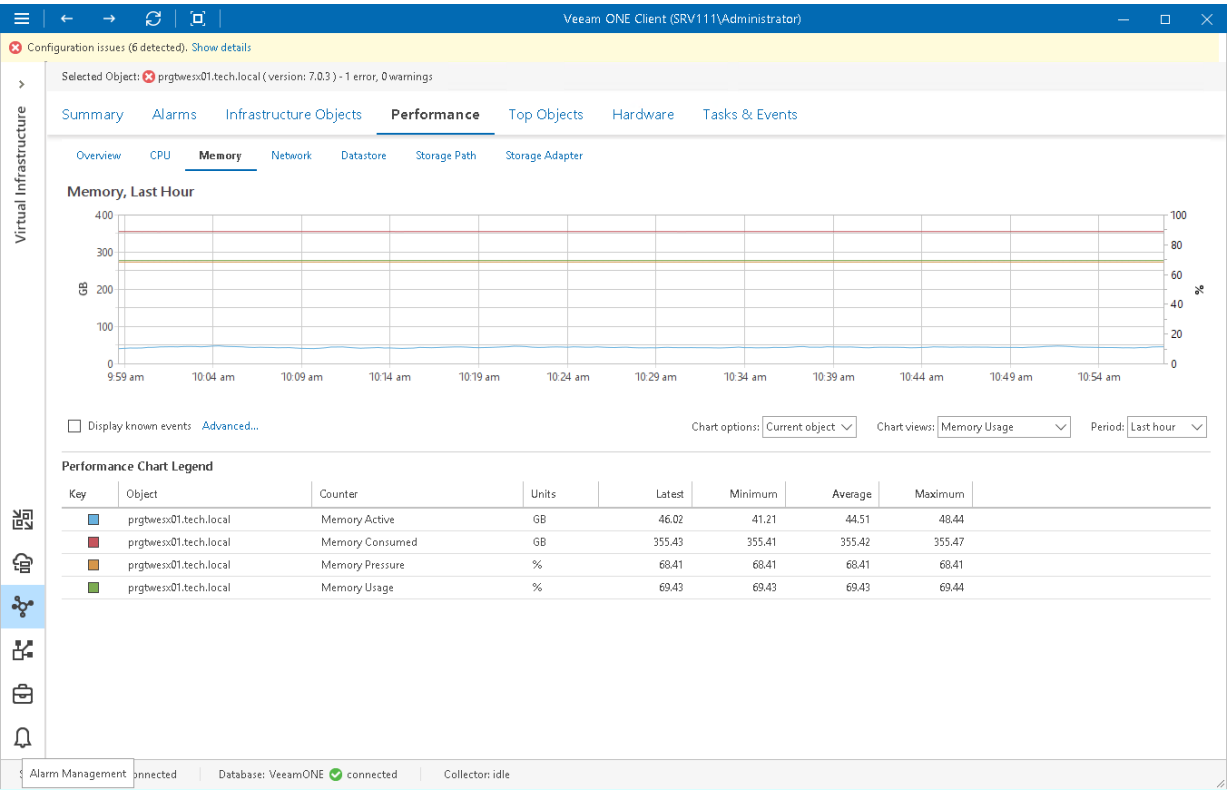 Veeam ONE Client (SRV111\Administrator)
Configuration issues (6 detected). Show details
Selected Object: prgtwesx01.tech.local ( version: 7.0.3 ) - 1 error, 0 warnings
Virtual Infrastructure
Summary Alarms Infrastructure Objects Performance Top Objects Hardware Tasks & Events
Overview CPU Memory Network Datastore Storage Path Storage Adapter
Memory, Last Hour
400 100
300 80
GB 200 60 %
100 40
0 20
0
9:59 am 10:04 am 10:09 am 10:14 am 10:19 am 10:24 am 10:29 am 10:34 am 10:39 am 10:44 am 10:49 am 10:54 am
Display known events Advanced... Chart options: Current object Chart views: Memory Usage Period: Last hour
Performance Chart Legend
Key Object Counter Units Latest Minimum Average Maximum
prgtwesx01.tech.local Memory Active GB 46.02 41.21 44.51 48.44
prgtwesx01.tech.local Memory Consumed GB 355.43 355.41 355.42 355.47
prgtwesx01.tech.local Memory Pressure % 68.41 68.41 68.41 68.41
prgtwesx01.tech.local Memory Usage % 69.43 69.43 69.43 69.44
Alarm Management
Database: VeeamONE connected Collector: idle